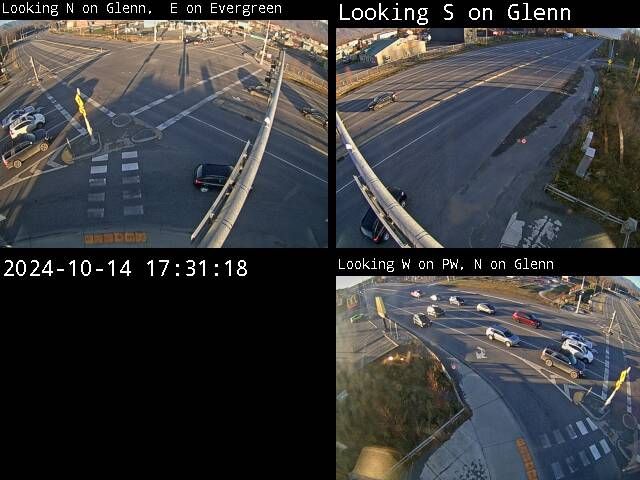 Looking N on Glenn, E on Evergreen
Looking S on Glenn
2024-10-14 17:31:18
Looking W on PW, N on Glenn